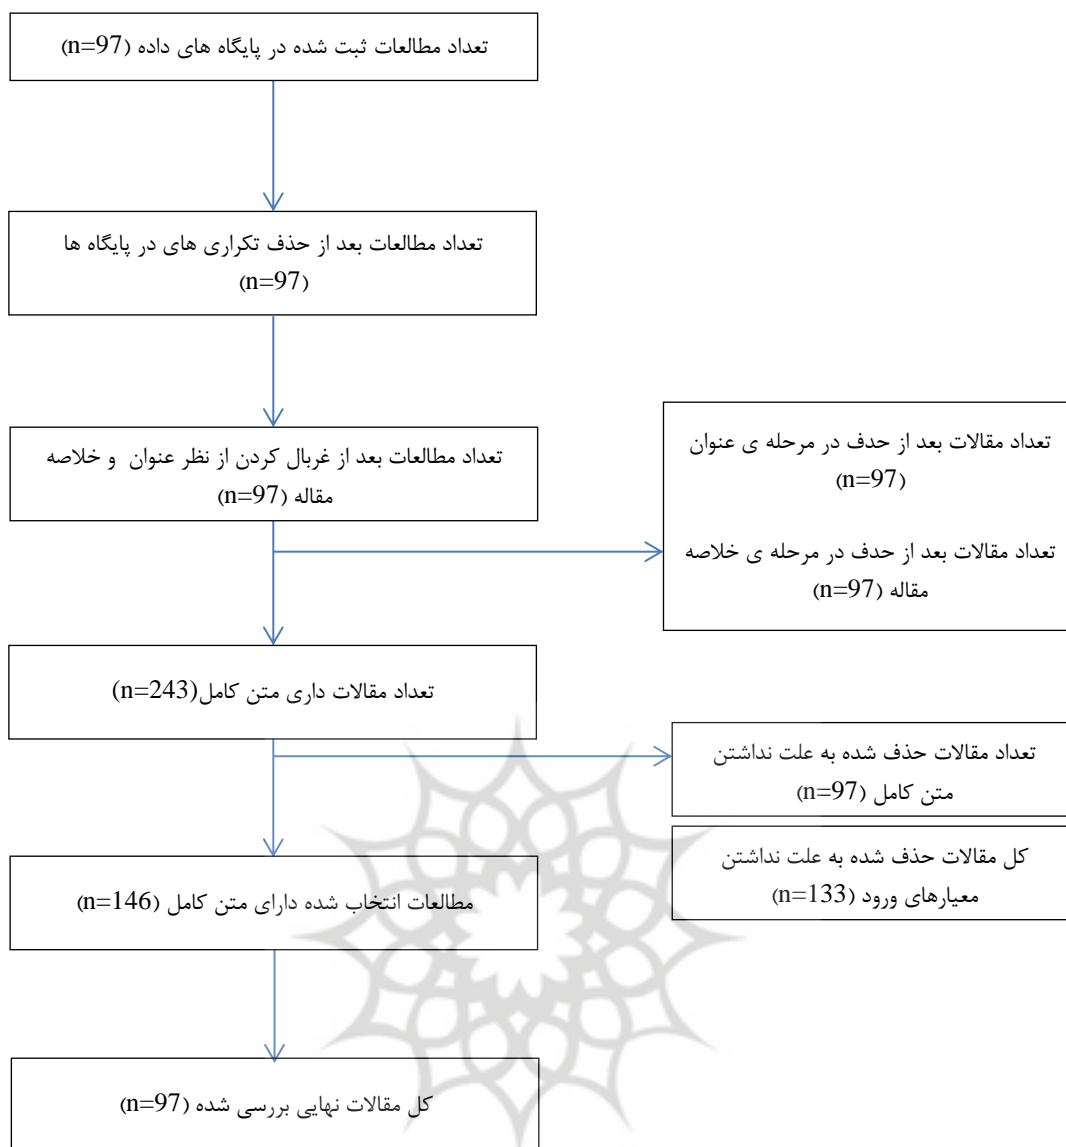 تعداد مطالعات ثبت شده در پایگاه های داده (n=97)
تعداد مطالعات بعد از حذف تکراری های در پایگاه ها
(n=97)
تعداد مطالعات بعد از غربال کردن از نظر عنوان و خلاصه
مقاله (n=97)
تعداد مقالات بعد از حدف در مرحله ی عنوان
(n=97)
تعداد مقالات بعد از حدف در مرحله ی خلاصه
مقاله (n=97)
تعداد مقالات داری متن کامل(n=243)
تعداد مقالات حذف شده به علت نداشتن
متن کامل (n=97)
کل مقالات حذف شده به علت نداشتن
معیارهای ورود (n=133)
مطالعات انتخاب شده دارای متن کامل (n=146)
کل مقالات نهایی بررسی شده (n=97)